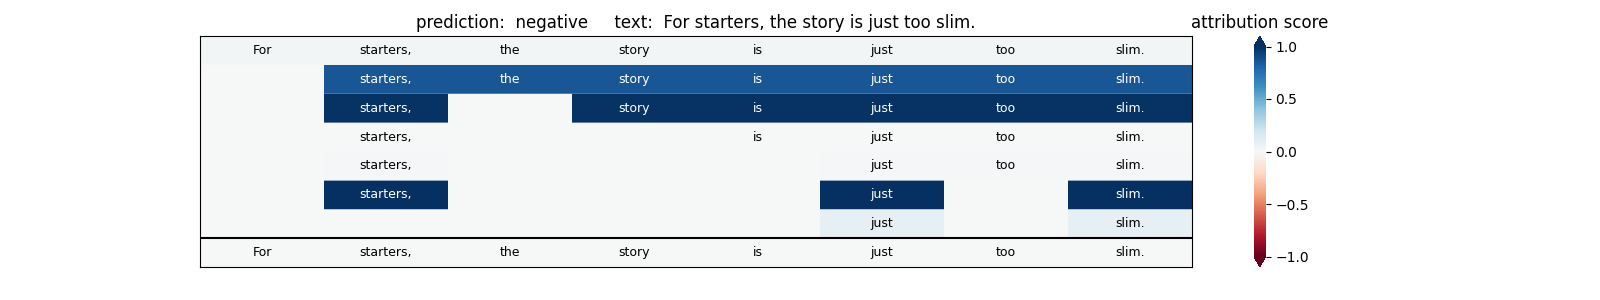 prediction:  negative     text:  For starters, the story is just too slim.     attribution score
For starters, the story is just too slim.     1.0
starters, the story is just too slim.
starters, story is just too slim.     0.5
starters, is just too slim.
starters, just too slim.     0.0
starters, just slim.     −0.5
just slim.
For starters, the story is just too slim.     −1.0